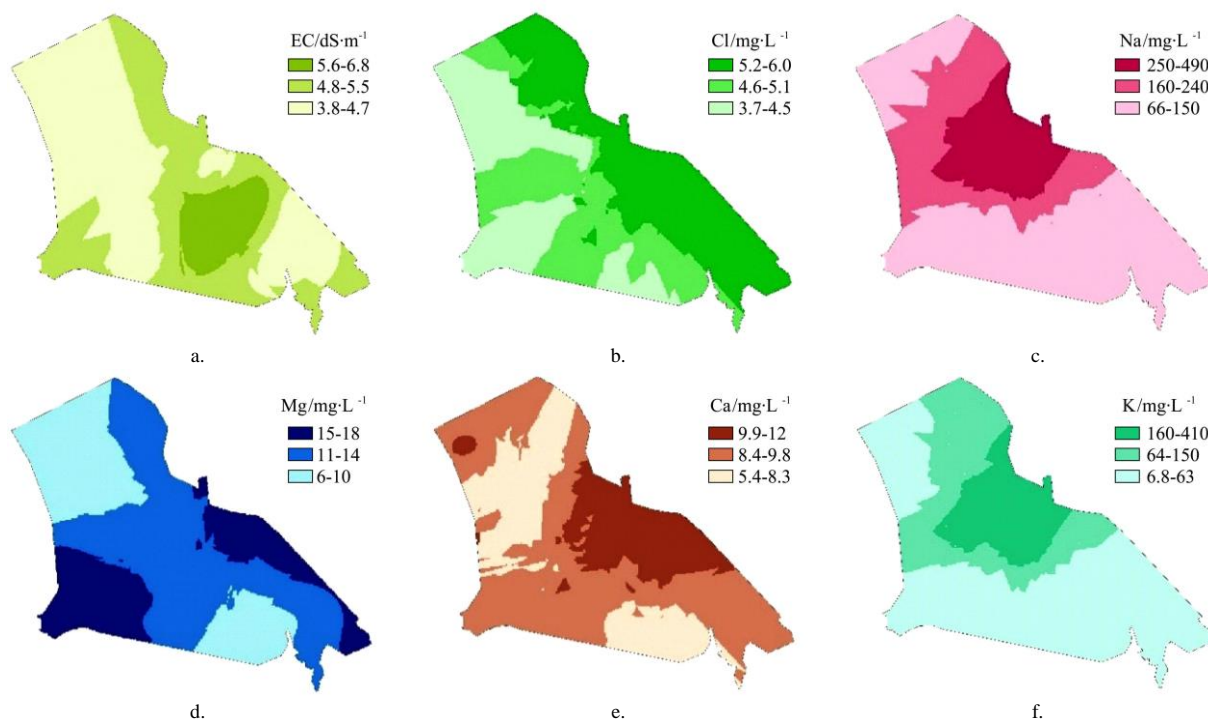 EC/dS·m⁻¹
5.6-6.8
4.8-5.5
3.8-4.7
a.
Cl/mg·L⁻¹
5.2-6.0
4.6-5.1
3.7-4.5
b.
Na/mg·L⁻¹
250-490
160-240
66-150
c.
Mg/mg·L⁻¹
15-18
11-14
6-10
d.
Ca/mg·L⁻¹
9.9-12
8.4-9.8
5.4-8.3
e.
K/mg·L⁻¹
160-410
64-150
6.8-63
f.